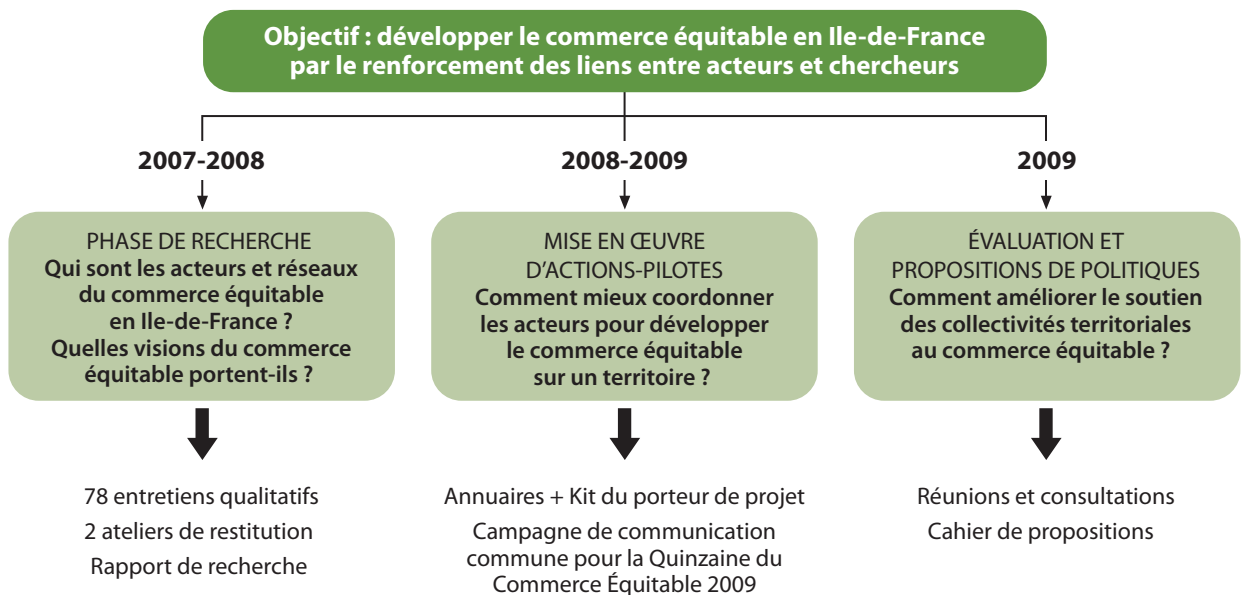 Objectif : développer le commerce équitable en Ile-de-France
par le renforcement des liens entre acteurs et chercheurs
2007-2008
PHASE DE RECHERCHE
Qui sont les acteurs et réseaux
du commerce équitable
en Ile-de-France ?
Quelles visions du commerce
équitable portent-ils ?
78 entretiens qualitatifs
2 ateliers de restitution
Rapport de recherche
2008-2009
MISE EN ŒUVRE
D'ACTIONS-PILOTES
Comment mieux coordonner
les acteurs pour développer
le commerce équitable
sur un territoire ?
Annuaires + Kit du porteur de projet
Campagne de communication
commune pour la Quinzaine du
Commerce Équitable 2009
2009
ÉVALUATION ET
PROPOSITIONS DE POLITIQUES
Comment améliorer le soutien
des collectivités territoriales
au commerce équitable ?
Réunions et consultations
Cahier de propositions